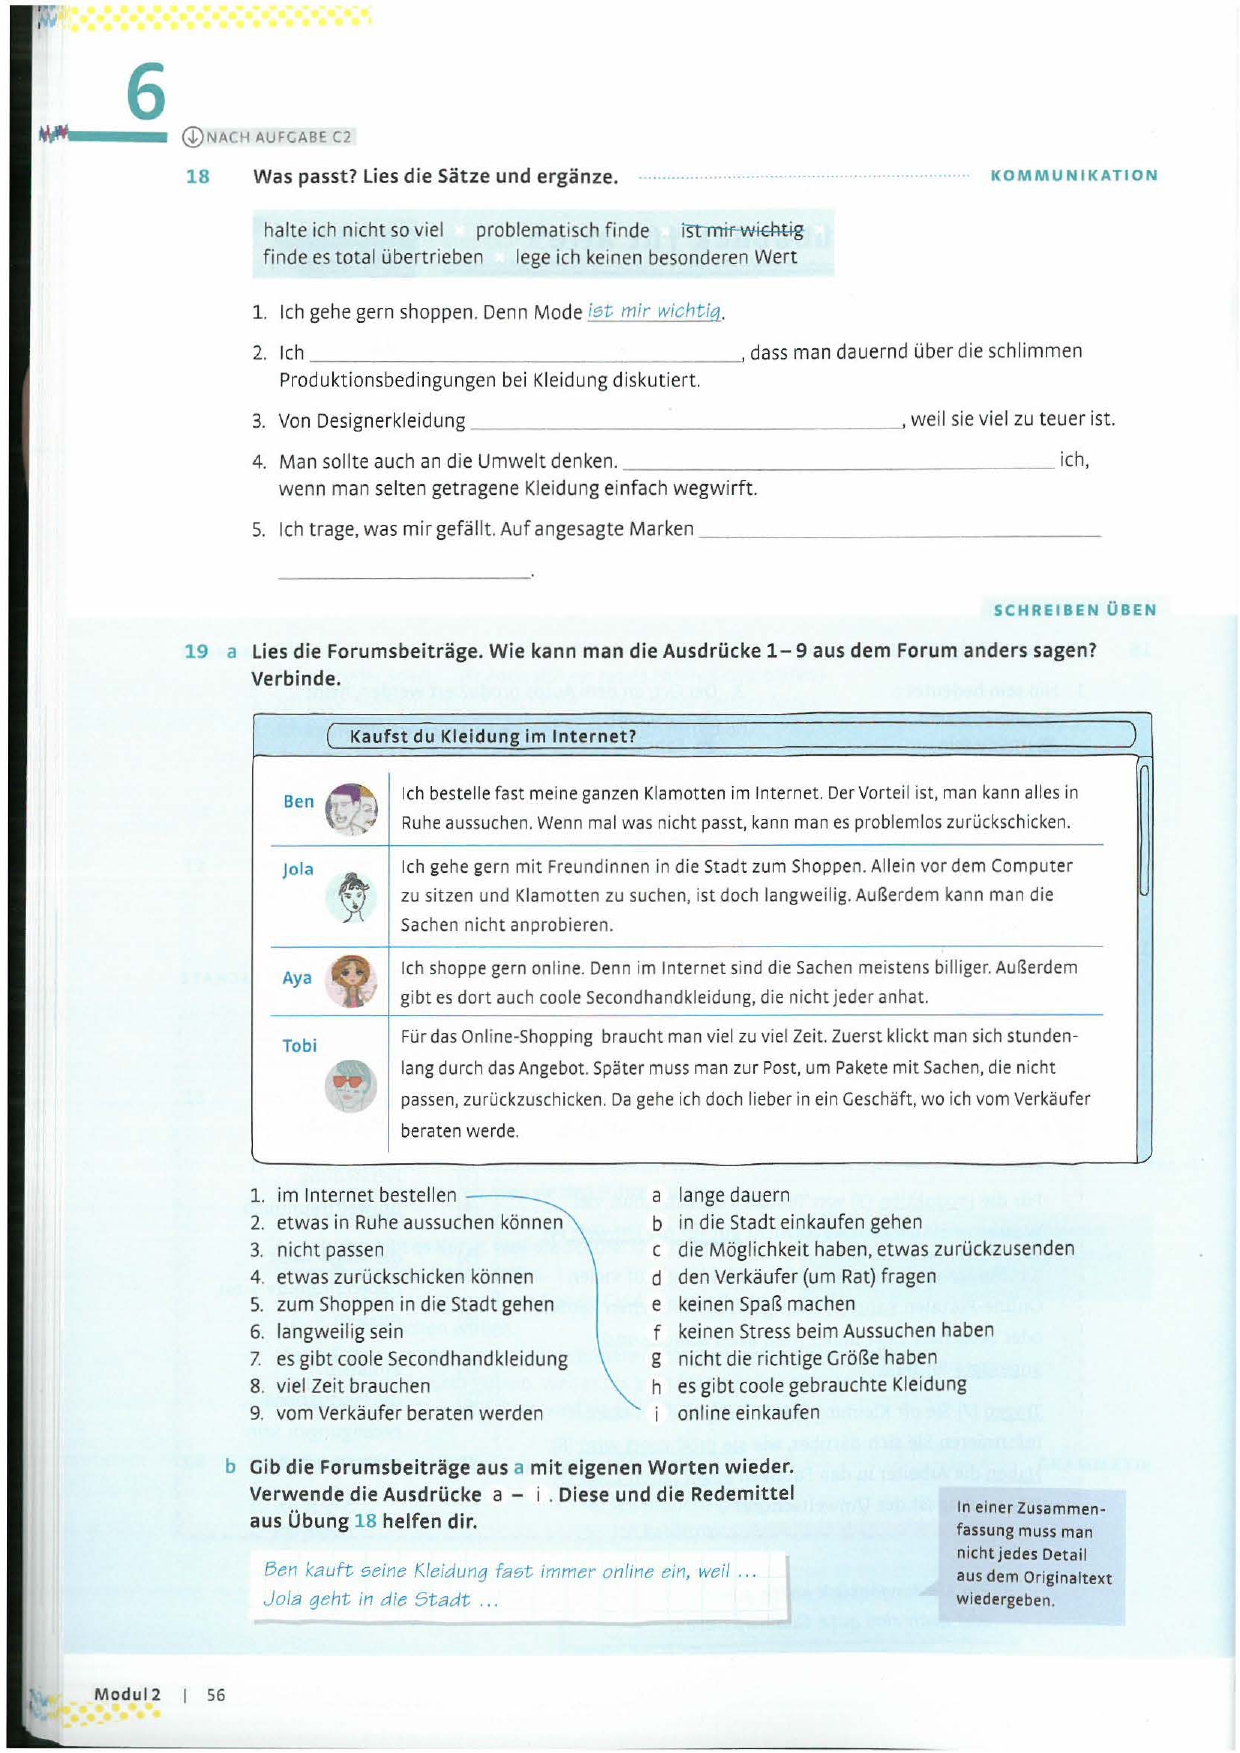 6
NACH AUFGABE C2
18 Was passt? Lies die Sätze und ergänze. KOMMUNIKATION
halte ich nicht so viel problematisch finde ist mir wichtig
finde es total übertrieben lege ich keinen besonderen Wert
1. Ich gehe gern shoppen. Denn Mode ist mir wichtig.
2. Ich ____, dass man dauernd über die schlimmen
Produktionsbedingungen bei Kleidung diskutiert.
3. Von Designerkleidung ____, weil sie viel zu teuer ist.
4. Man sollte auch an die Umwelt denken. ____ ich,
wenn man selten getragene Kleidung einfach wegwirft.
5. Ich trage, was mir gefällt. Auf angesagte Marken ____
____.
SCHREIBEN ÜBEN
19 a Lies die Forumsbeiträge. Wie kann man die Ausdrücke 1–9 aus dem Forum anders sagen?
Verbinde.
Kaufst du Kleidung im Internet?
Ben
Ich bestelle fast meine ganzen Klamotten im Internet. Der Vorteil ist, man kann alles in
Ruhe aussuchen. Wenn mal was nicht passt, kann man es problemlos zurückschicken.
Jola
Ich gehe gern mit Freundinnen in die Stadt zum Shoppen. Allein vor dem Computer
zu sitzen und Klamotten zu suchen, ist doch langweilig. Außerdem kann man die
Sachen nicht anprobieren.
Aya
Ich shoppe gern online. Denn im Internet sind die Sachen meistens billiger. Außerdem
gibt es dort auch coole Secondhandkleidung, die nicht jeder anhat.
Tobi
Für das Online-Shopping braucht man viel zu viel Zeit. Zuerst klickt man sich stunden-
lang durch das Angebot. Später muss man zur Post, um Pakete mit Sachen, die nicht
passen, zurückzuschicken. Da gehe ich doch lieber in ein Geschäft, wo ich vom Verkäufer
beraten werde.
1. im Internet bestellen
2. etwas in Ruhe aussuchen können
3. nicht passen
4. etwas zurückschicken können
5. zum Shoppen in die Stadt gehen
6. langweilig sein
7. es gibt coole Secondhandkleidung
8. viel Zeit brauchen
9. vom Verkäufer beraten werden
a lange dauern
b in die Stadt einkaufen gehen
c die Möglichkeit haben, etwas zurückzusenden
d den Verkäufer (um Rat) fragen
e keinen Spaß machen
f keinen Stress beim Aussuchen haben
g nicht die richtige Größe haben
h es gibt coole gebrauchte Kleidung
i online einkaufen
b Gib die Forumsbeiträge aus a mit eigenen Worten wieder.
Verwende die Ausdrücke a – i . Diese und die Redemittel
aus Übung 18 helfen dir.
Ben kauft seine Kleidung fast immer online ein, weil ...
Jola geht in die Stadt ...
In einer Zusammen-
fassung muss man
nicht jedes Detail
aus dem Originaltext
wiedergeben.
Modul 2 | 56